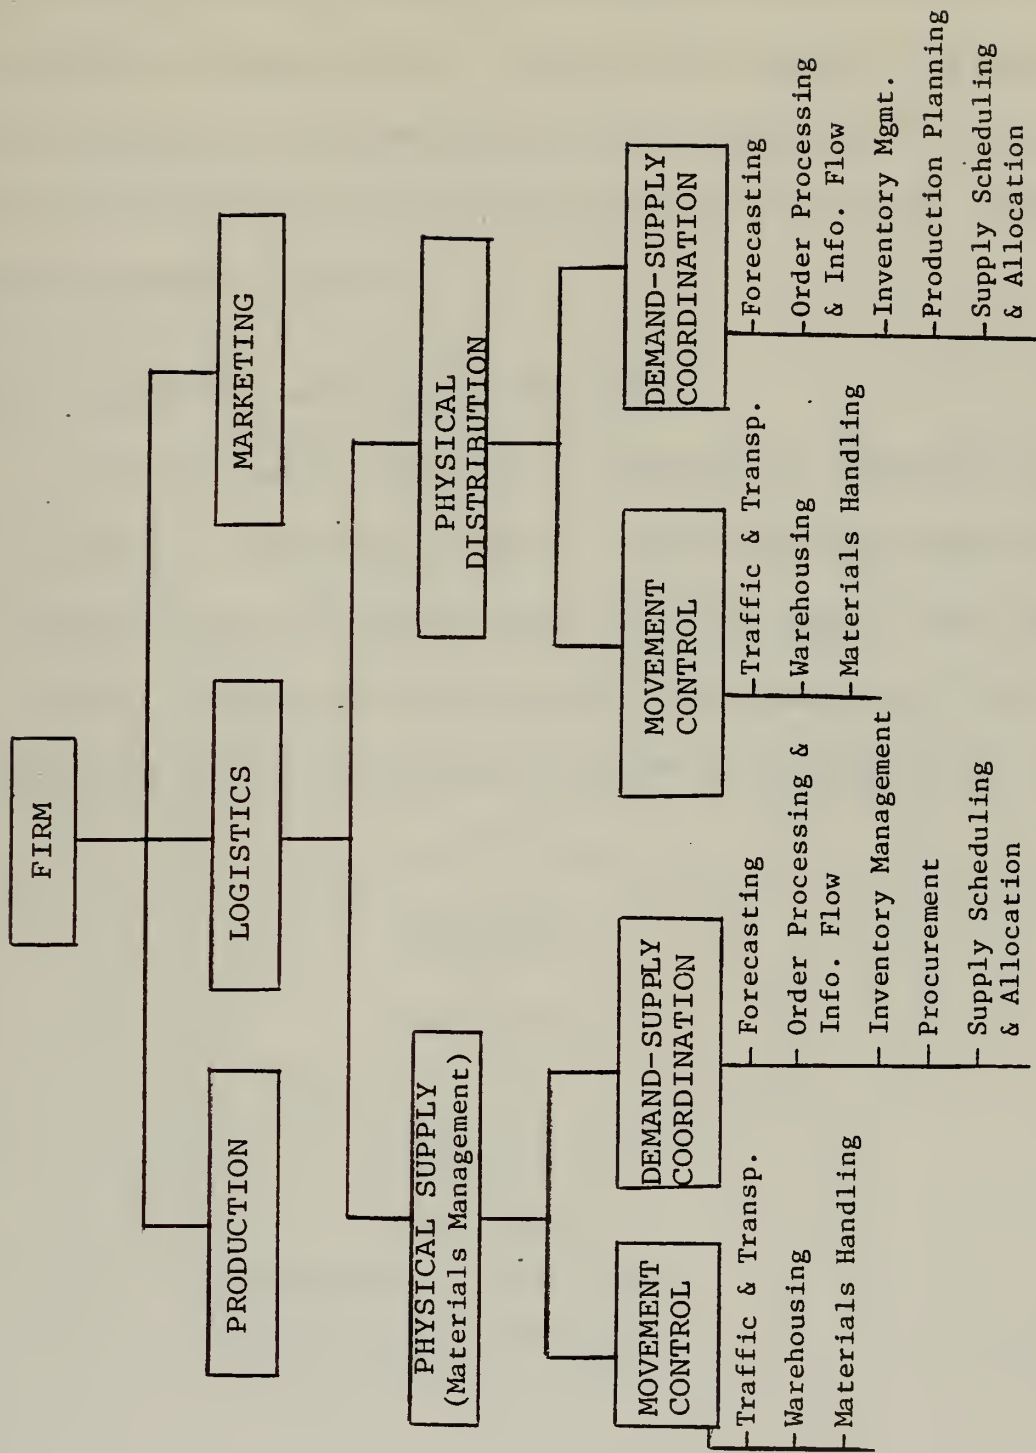 FIRM
PRODUCTION
LOGISTICS
MARKETING
PHYSICAL SUPPLY
(Materials Management)
PHYSICAL
DISTRIBUTION
MOVEMENT
CONTROL
Traffic & Transp.
Warehousing
Materials Handling
DEMAND-SUPPLY
COORDINATION
Forecasting
Order Processing &
Info. Flow
Inventory Management
Procurement
Supply Scheduling
& Allocation
MOVEMENT
CONTROL
Traffic & Transp.
Warehousing
Materials Handling
DEMAND-SUPPLY
COORDINATION
Forecasting
Order Processing
& Info. Flow
Inventory Mgmt.
Production Planning
Supply Scheduling
& Allocation